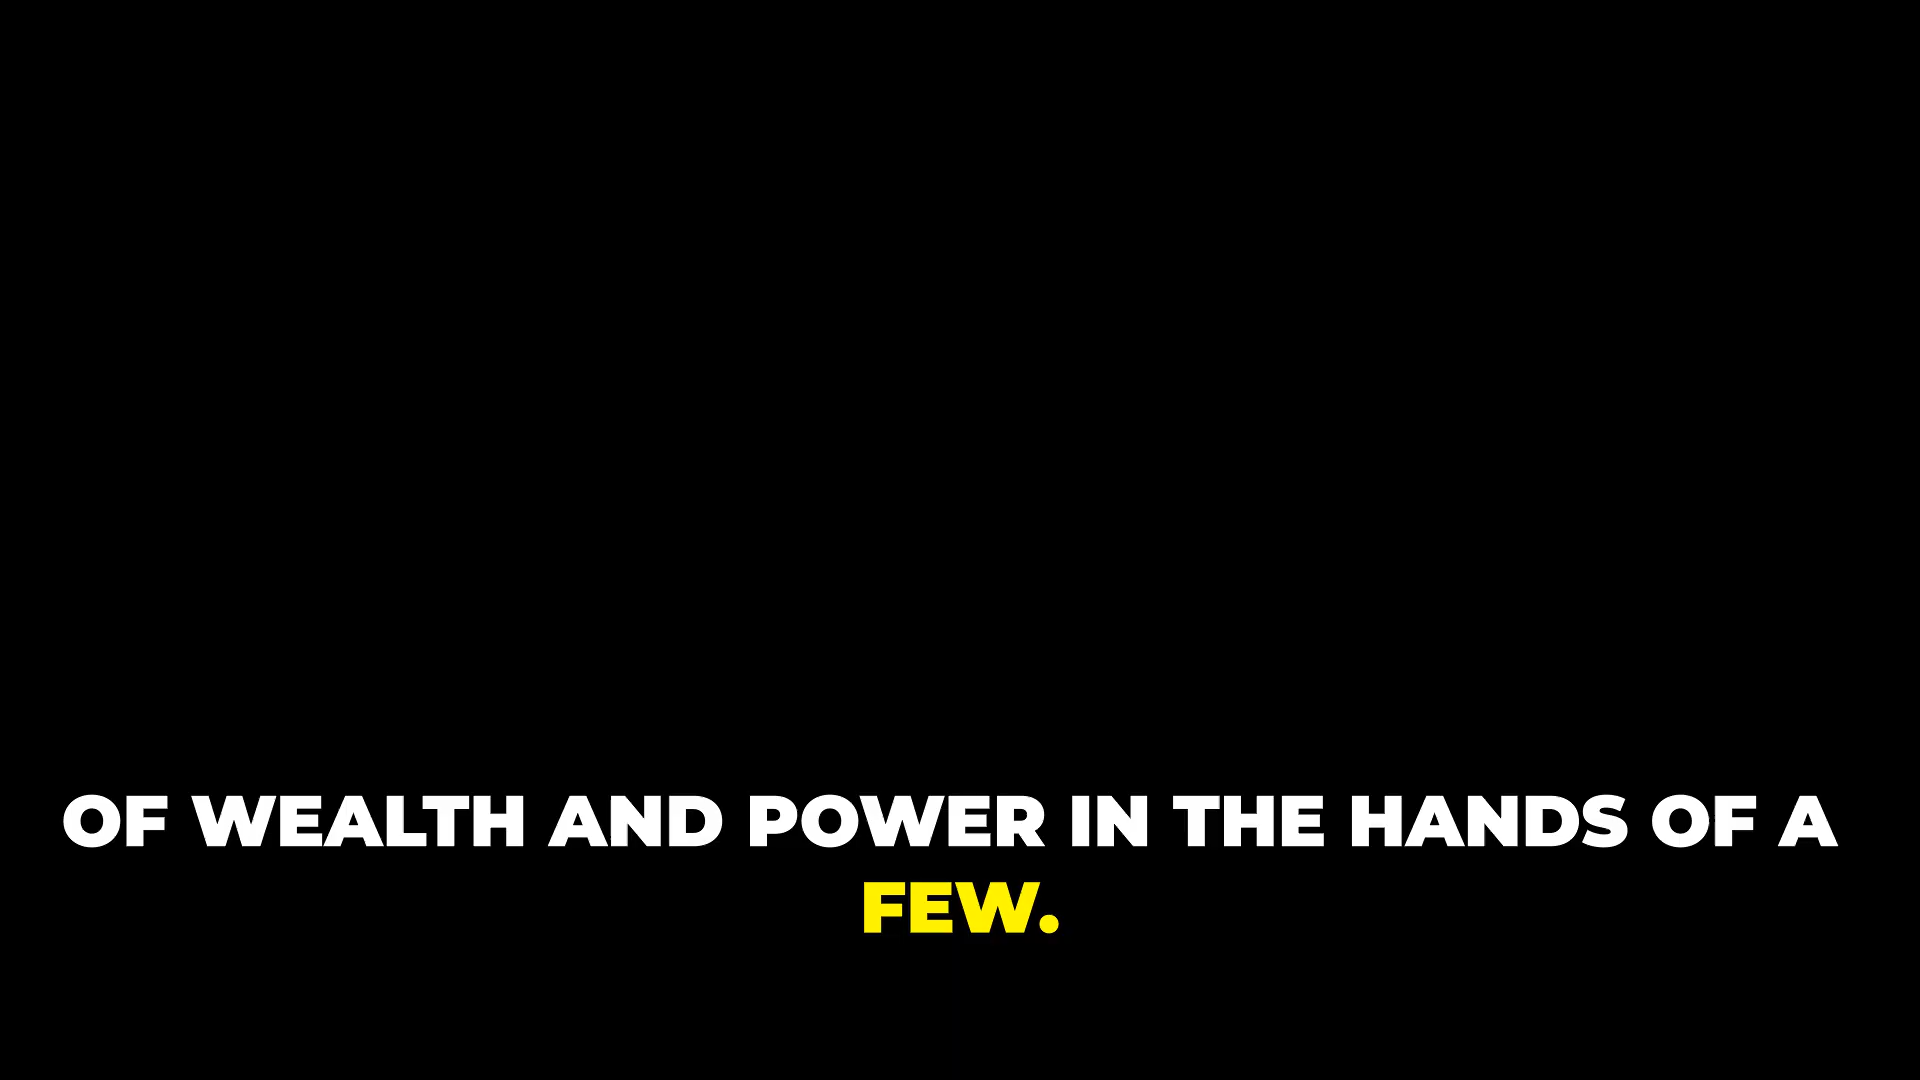 OF WEALTH AND POWER IN THE HANDS OF A
FEW.